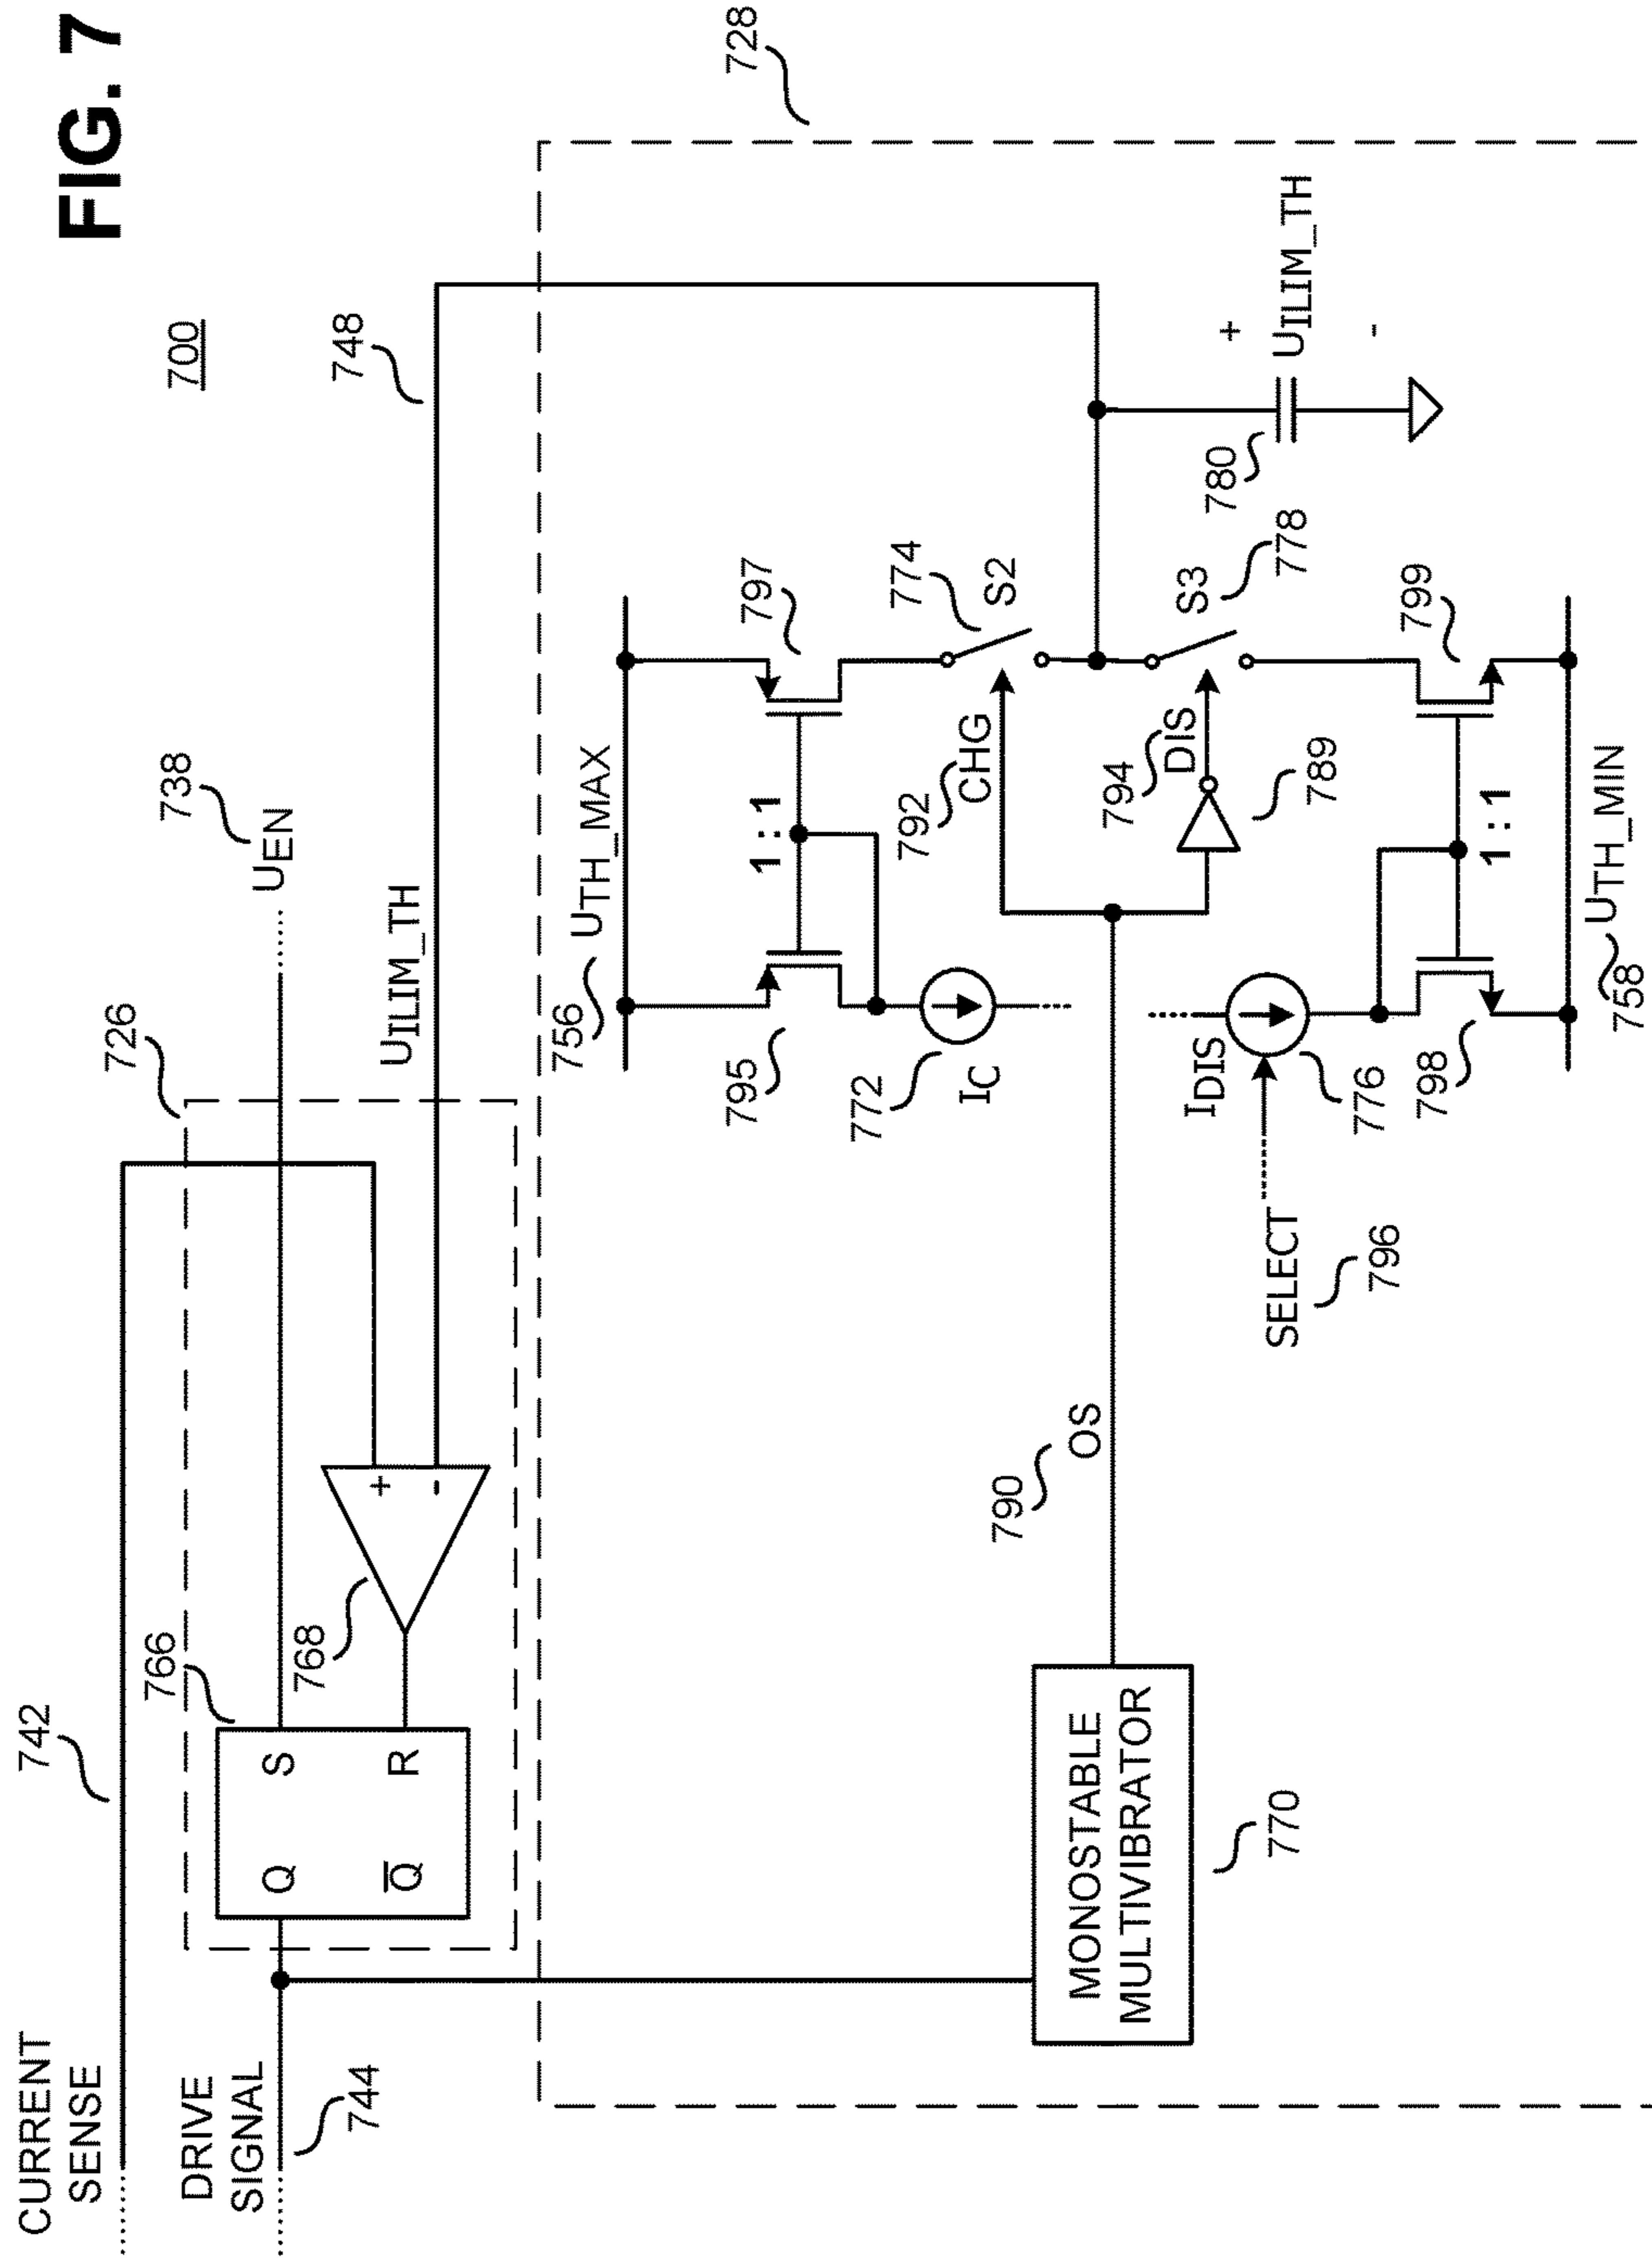 FIG. 7
700
CURRENT
SENSE
742
DRIVE
SIGNAL
744
766
Q
S
Q
R
768
+
-
726
738
UEN
UILIM_TH
748
728
756
UTH_MAX
795
1:1
797
772
IC
774
S2
792
CHG
794
DIS
789
S3
778
780
+
UILIM_TH
-
790
OS
MONOSTABLE
MULTIVIBRATOR
770
SELECT
796
IDIS
776
798
1:1
799
758
UTH_MIN